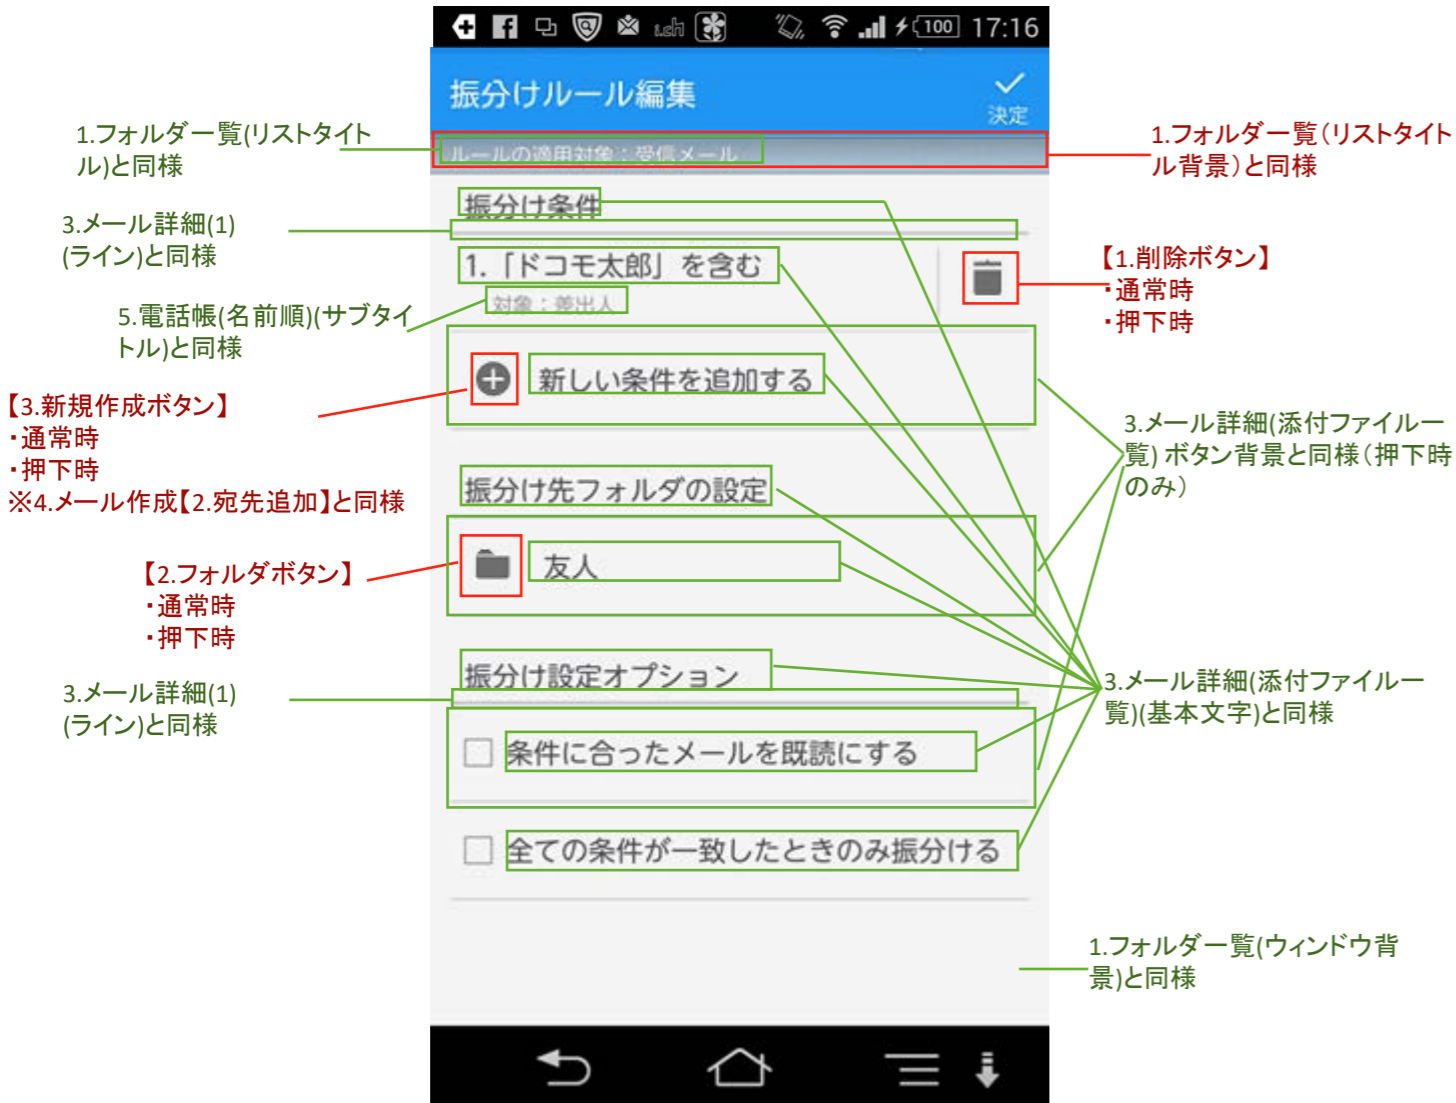 100 17:16
振分けルール編集
決定
ルールの適用対象：受信メール
振分け条件
1.「ドコモ太郎」を含む
対象：差出人
新しい条件を追加する
振分け先フォルダの設定
友人
振分け設定オプション
条件に合ったメールを既読にする
全ての条件が一致したときのみ振分ける
1.フォルダ一覧(リストタイト
ル)と同様
3.メール詳細(1)
(ライン)と同様
5.電話帳(名前順)(サブタイ
トル)と同様
【3.新規作成ボタン】
・通常時
・押下時
※4.メール作成【2.宛先追加】と同様
【2.フォルダボタン】
・通常時
・押下時
3.メール詳細(1)
(ライン)と同様
1.フォルダ一覧（リストタイト
ル背景）と同様
【1.削除ボタン】
・通常時
・押下時
3.メール詳細(添付ファイル一
覧) ボタン背景と同様（押下時
のみ）
3.メール詳細(添付ファイル一
覧)(基本文字)と同様
1.フォルダ一覧(ウィンドウ背
景)と同様